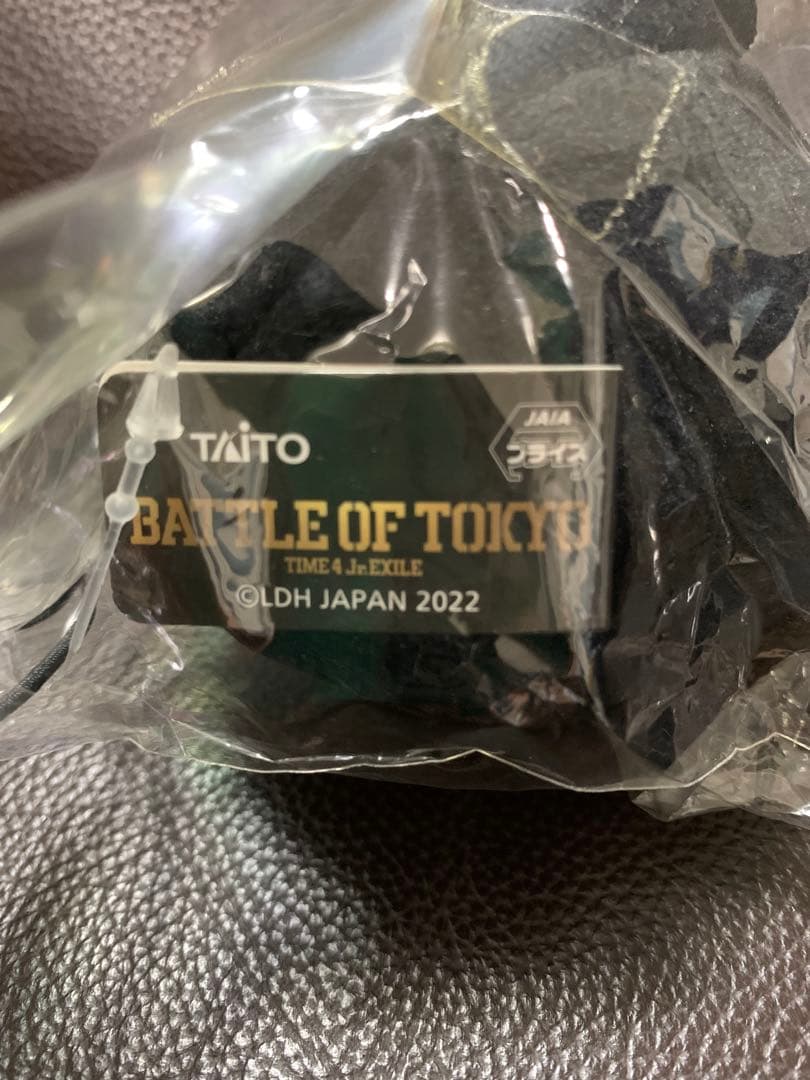 TAITO
JAIA
プライズ
BATTLE OF TOKYO
TIME 4 Jr.EXILE
©LDH JAPAN 2022